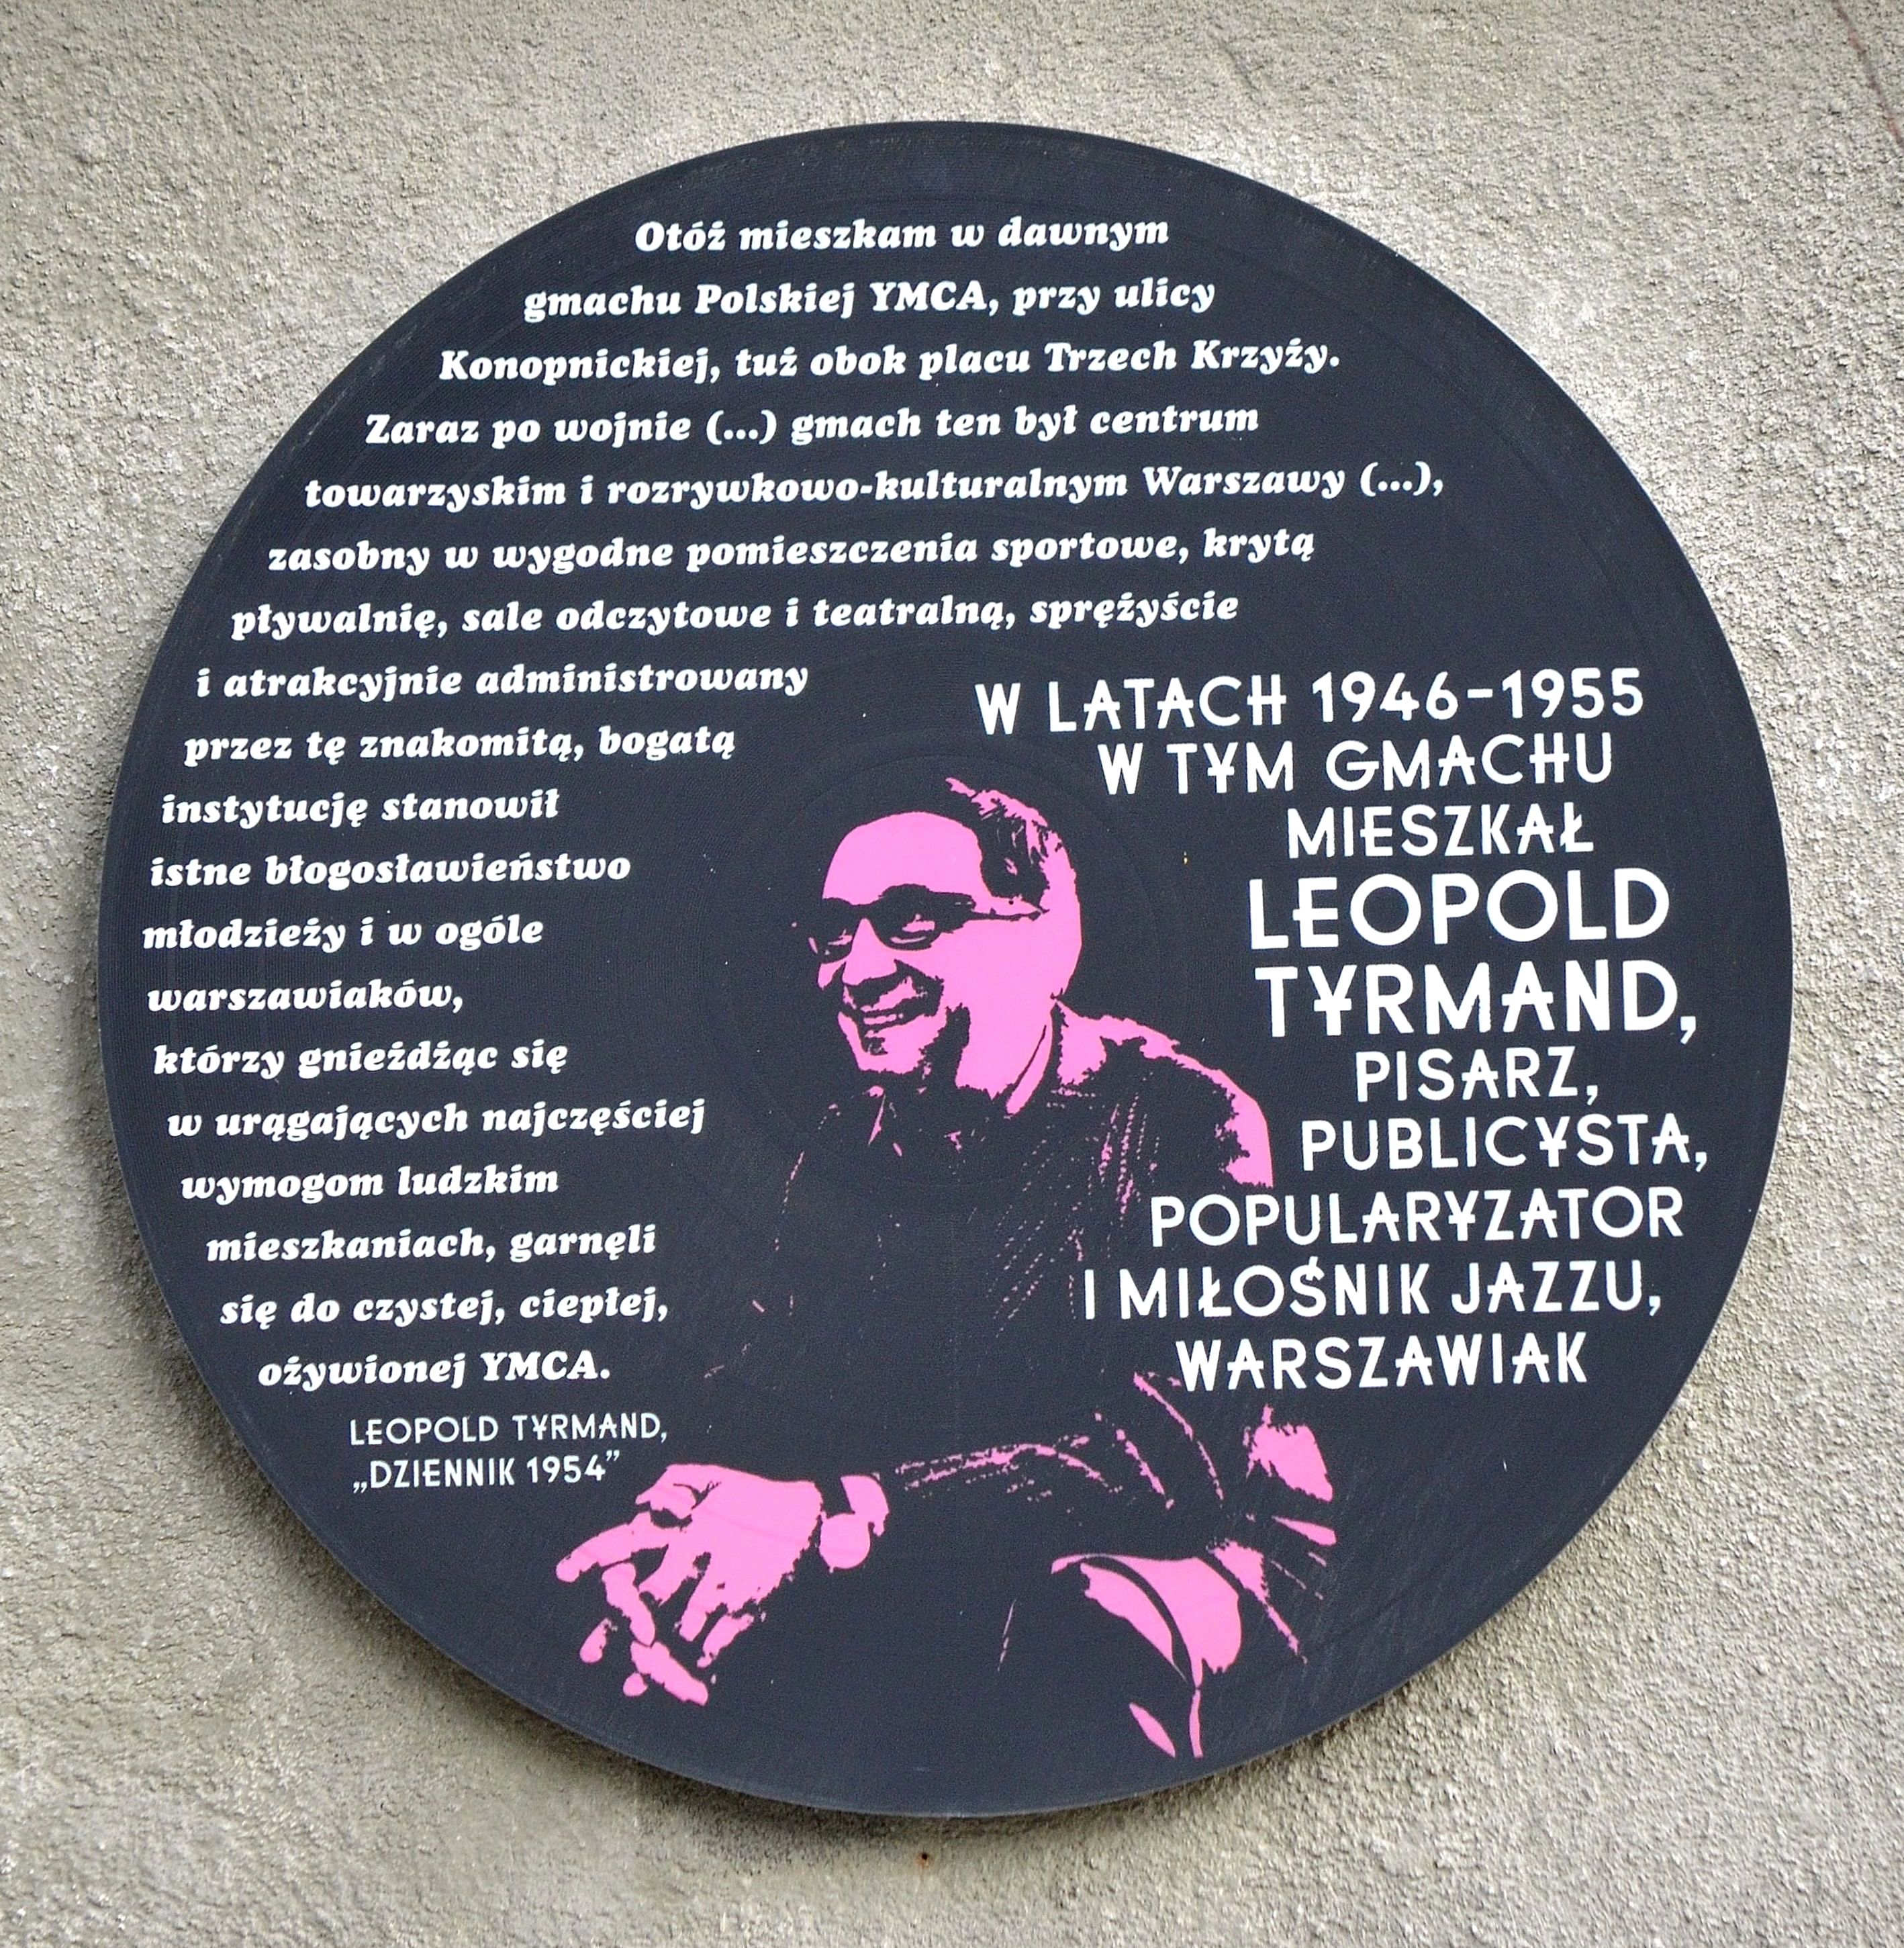 Otóż mieszkam w dawnym
gmachu Polskiej YMCA, przy ulicy
Konopnickiej, tuż obok placu Trzech Krzyży.
Zaraz po wojnie (...) gmach ten był centrum
towarzyskim i rozrywkowo-kulturalnym Warszawy (...),
zasobny w wygodne pomieszczenia sportowe, krytą
pływalnię, sale odczytowe i teatralną, sprężyście
i atrakcyjnie administrowany
przez tę znakomitą, bogatą
instytucję stanowił
istne błogosławieństwo
młodzieży i w ogóle
warszawiaków,
którzy gnieżdżąc się
w urągających najczęściej
wymogom ludzkim
mieszkaniach, garnęli
się do czystej, ciepłej,
ożywionej YMCA.
LEOPOLD TYRMAND,
„DZIENNIK 1954”
W LATACH 1946-1955
W TYM GMACHU
MIESZKAŁ
LEOPOLD
TYRMAND,
PISARZ,
PUBLICYSTA,
POPULARYZATOR
I MIŁOŚNIK JAZZU,
WARSZAWIAK